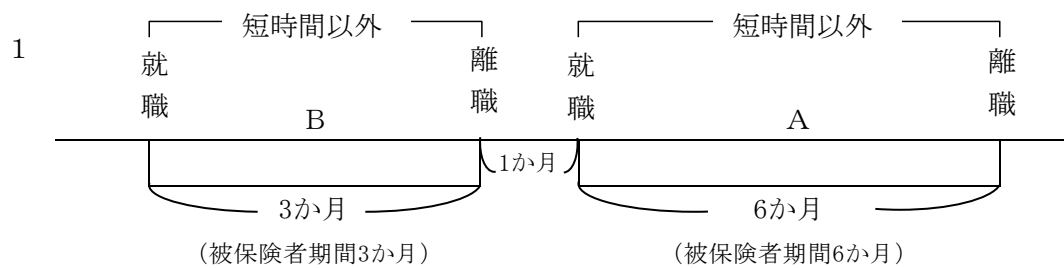 短時間以外 短時間以外
1
就職 離職 就職 離職
B A
1か月
3か月 6か月
(被保険者期間3か月) (被保険者期間6か月)